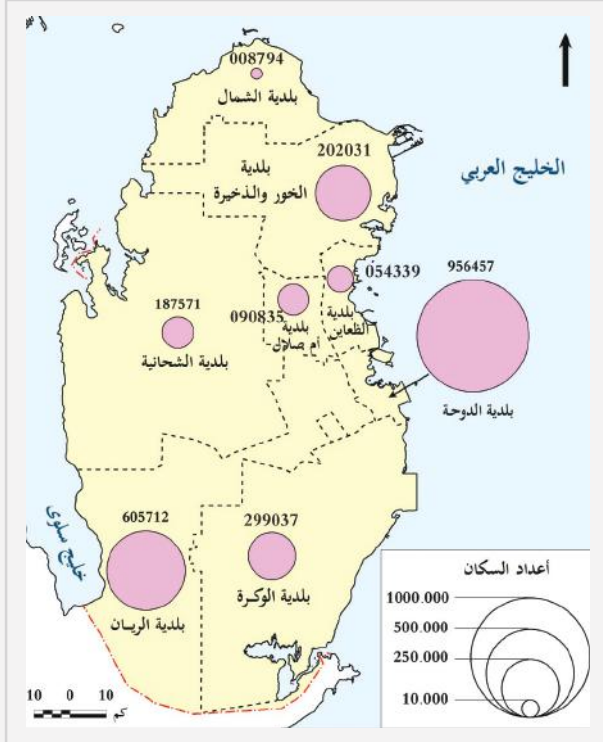 008794
بلدية الشمال
202031
بلدية
الخور والذخيرة
الخليج العربي
054339
بلدية
الظعاين
090835
بلدية
أم صلال
187571
بلدية الشحانية
956457
بلدية الدوحة
605712
بلدية الريان
299037
بلدية الوكرة
خليج سلوى
أعداد السكان
1000.000
500.000
250.000
10.000
10 0 10
كم